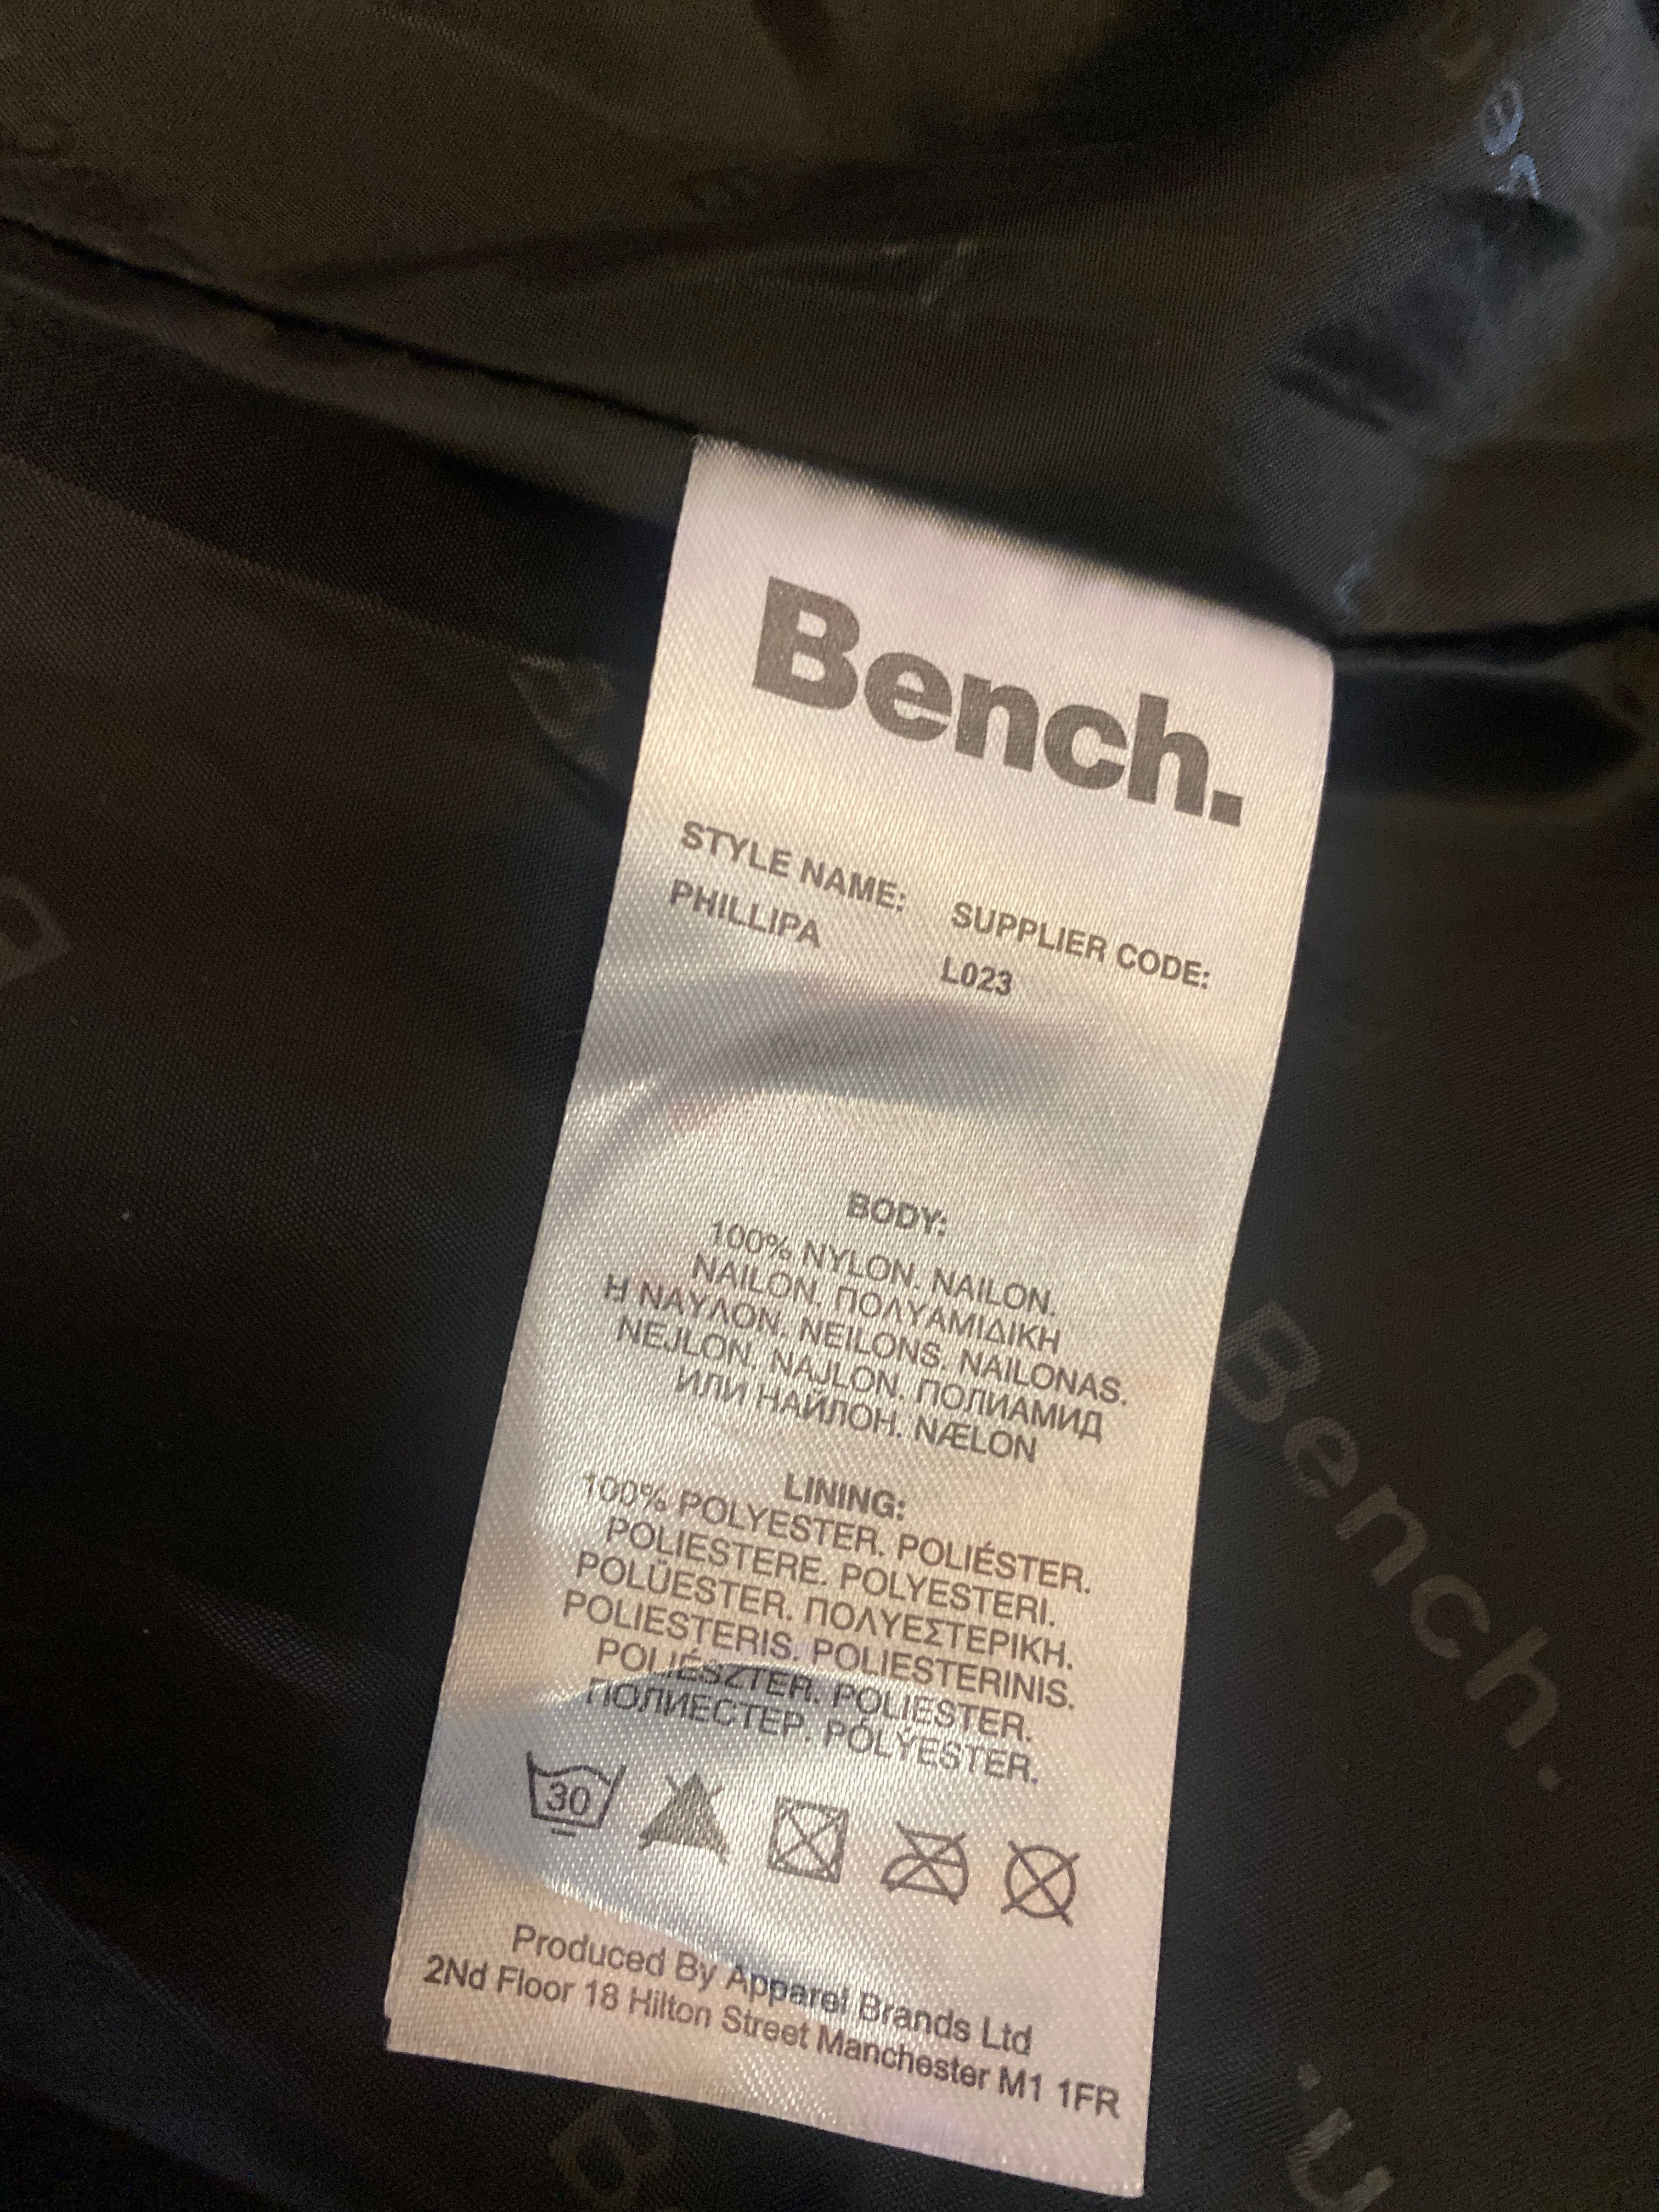 Bench.
STYLE NAME: SUPPLIER CODE:
PHILLIPA L023
BODY:
100% NYLON. NAILON.
NAILON. ΠΟΛΥΑΜΙΔΙΚΗ
Η ΝΑΥΛΟΝ. NEILONS. NAILONAS.
NEJLON. NAJLON. ПОЛИАМИД
ИЛИ НАЙЛОН. NÆLON
LINING:
100% POLYESTER. POLIÉSTER.
POLIESTERE. POLYESTERI.
POLÜESTER. ΠΟΛΥΕΣΤΕΡΙΚΗ.
POLIESTERIS. POLIESTERINIS.
POLIÉSZTER. POLIESTER.
ПОЛИЕСТЕР. PÓLÝESTER.
30
Produced By Apparel Brands Ltd
2Nd Floor 18 Hilton Street Manchester M1 1FR
Bench.